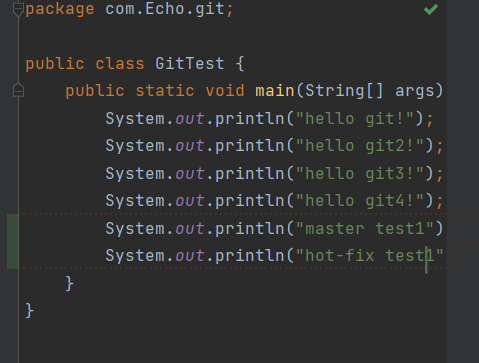 package com.Echo.git;
public class GitTest {
public static void main(String[] args)
System.out.println("hello git!");
System.out.println("hello git2!");
System.out.println("hello git3!");
System.out.println("hello git4!");
System.out.println("master test1")
System.out.println("hot-fix test1"
}
}